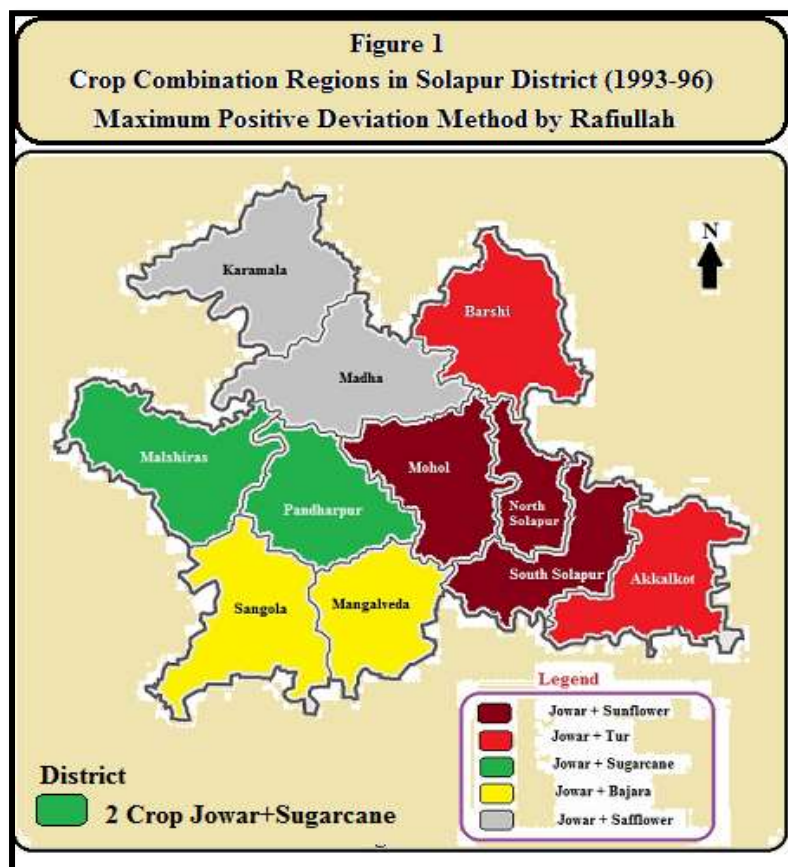 Figure 1
Crop Combination Regions in Solapur District (1993-96)
Maximum Positive Deviation Method by Rafiullah
N
Karamala
Barshi
Madha
Malshiras
Mohol
Pandharpur
North
Solapur
South Solapur
Akkalkot
Sangola
Mangalveda
Legend
Jowar + Sunflower
Jowar + Tur
Jowar + Sugarcane
Jowar + Bajara
Jowar + Safflower
District
2 Crop Jowar+Sugarcane